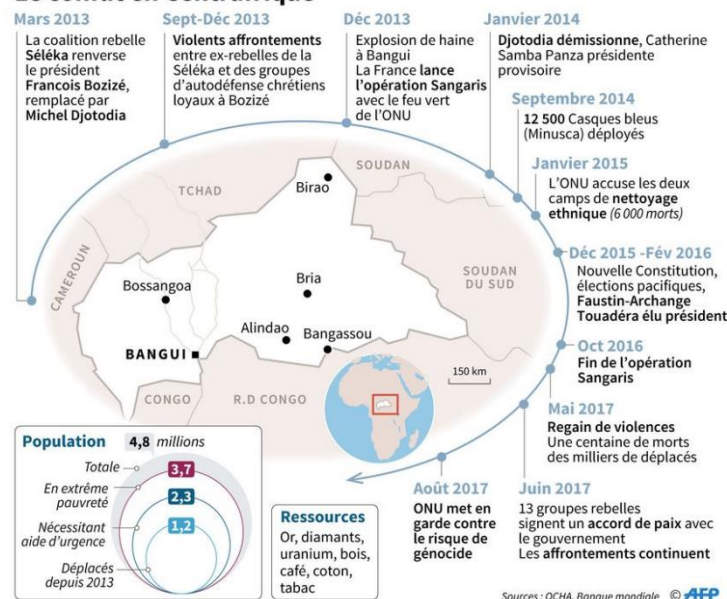 Mars 2013
La coalition rebelle
Séléka renverse
le président
Francois Bozizé,
remplacé par
Michel Djotodia
Sept-Déc 2013
Violents affrontements
entre ex-rebelles de la
Séléka et des groupes
d'autodéfense chrétiens
loyaux à Bozizé
Déc 2013
Explosion de haine
à Bangui
La France lance
l'opération Sangaris
avec le feu vert
de l'ONU
Janvier 2014
Djotodia démissionne, Catherine
Samba Panza présidente
provisoire
Septembre 2014
12 500 Casques bleus
(Minusca) déployés
Janvier 2015
L'ONU accuse les deux
camps de nettoyage
ethnique (6 000 morts)
Déc 2015 -Fév 2016
Nouvelle Constitution,
élections pacifiques,
Faustin-Archange
Touadéra élu président
Oct 2016
Fin de l'opération
Sangaris
Mai 2017
Regain de violences
Une centaine de morts
des milliers de déplacés
Juin 2017
13 groupes rebelles
signent un accord de paix avec
le gouvernement
Les affrontements continuent
Août 2017
ONU met en
garde contre
le risque de
génocide
TCHAD
SOUDAN
CAMEROUN
SOUDAN
DU SUD
CONGO
R.D CONGO
Birao
Bossangoa
Bria
Alindao
Bangassou
BANGUI
150 km
Population
4,8 millions
Totale
3,7
En extrême
pauvreté
2,3
Nécessitant
aide d'urgence
1,2
Déplacés
depuis 2013
Ressources
Or, diamants,
uranium, bois,
café, coton,
tabac
Sources : OCHA, Banque mondiale © AFP